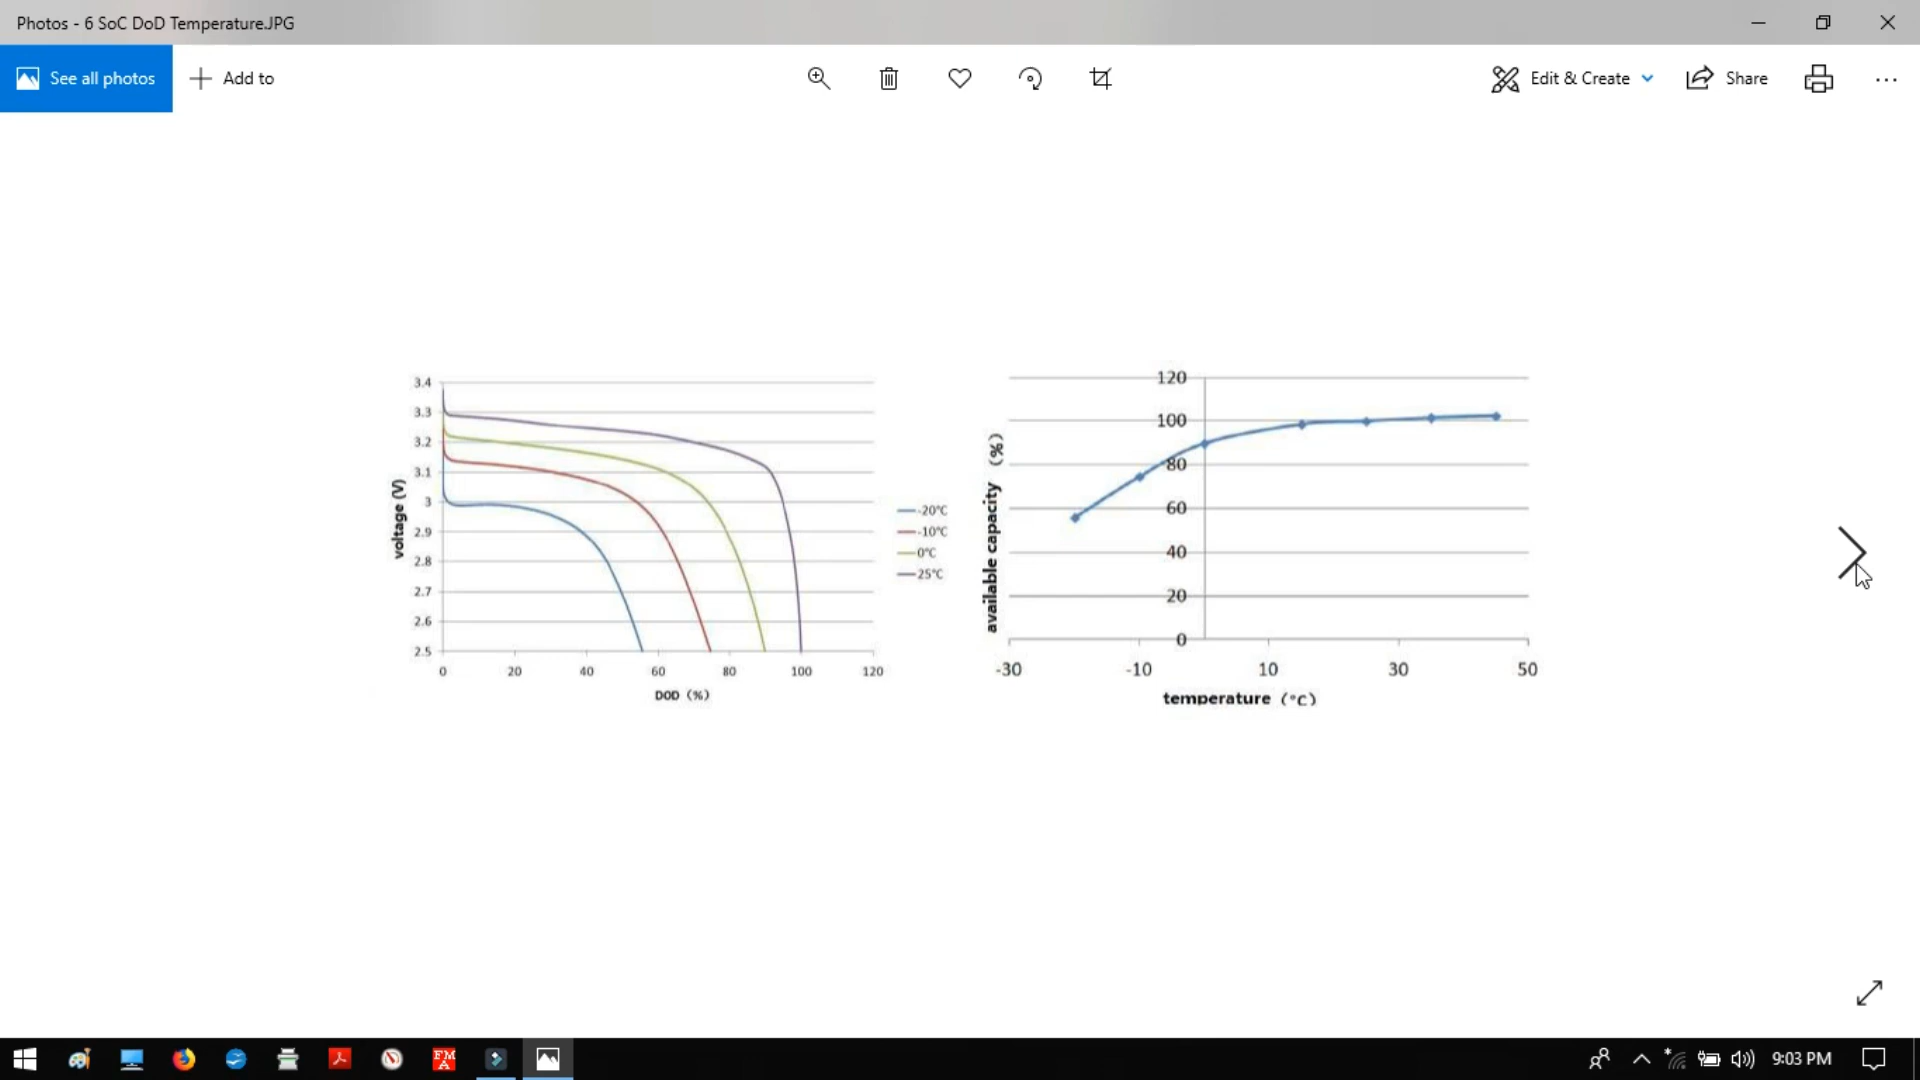 Photos - 6 SoC DoD Temperature.JPG
See all photos
Add to
Edit & Create
Share
3.4
3.3
3.2
3.1
3
2.9
2.8
2.7
2.6
2.5
voltage (V)
0 20 40 60 80 100 120
DOD (%)
-20°C
-10°C
0°C
25°C
120
100
80
60
40
20
0
available capacity (%)
-30 -10 10 30 50
temperature (°C)
FM
A
9:03 PM